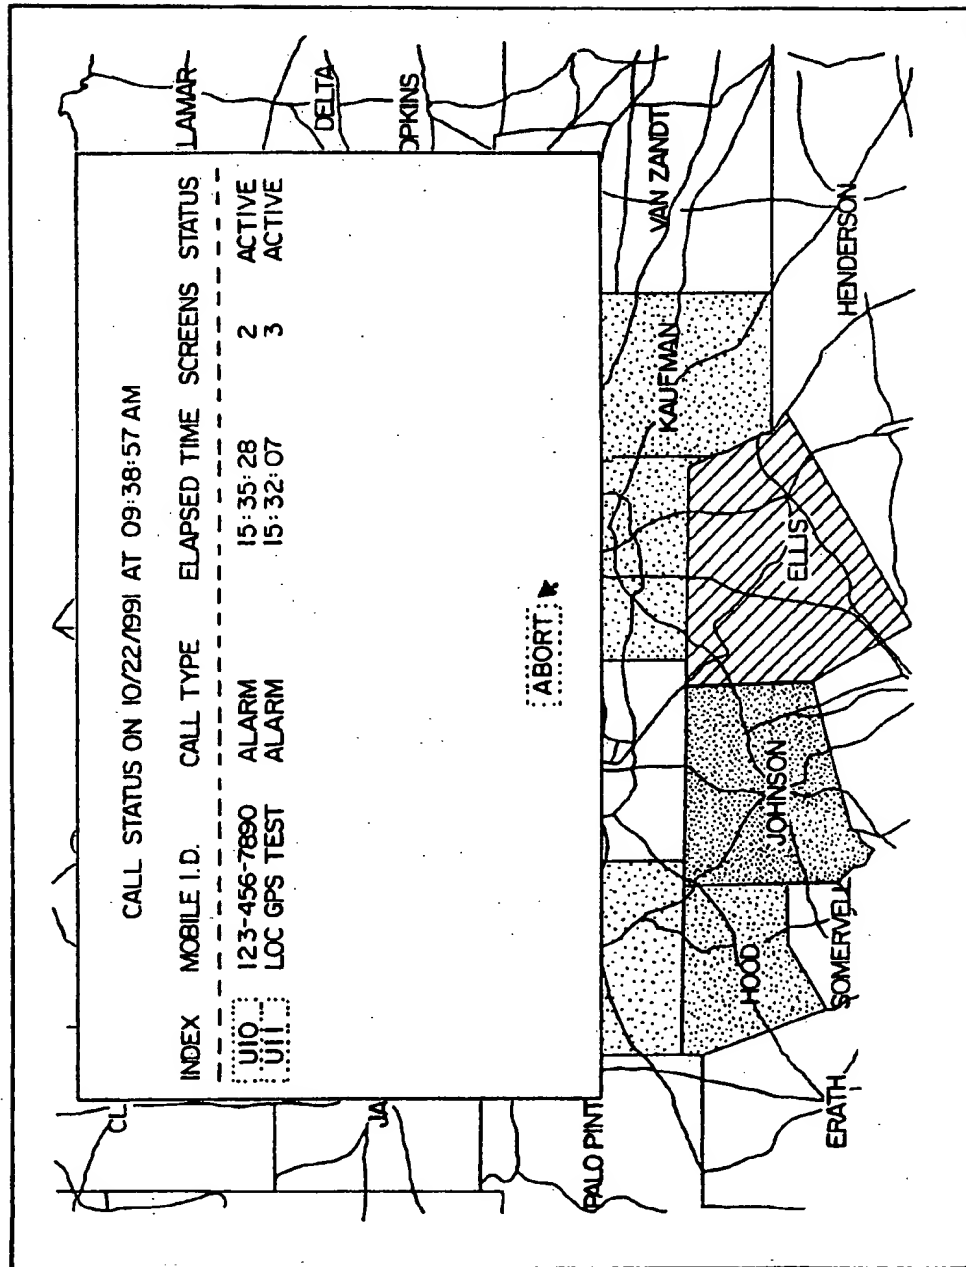 CALL STATUS ON 10/22/1991 AT 09:38:57 AM
INDEX MOBILE I.D. CALL TYPE ELAPSED TIME SCREENS STATUS
U10 123-456-7890 ALARM 15:35:28 2 ACTIVE
U11 LOC GPS TEST ALARM 15:32:07 3 ACTIVE
ABORT
CL
LAMAR
DELTA
JA
OPKINS
PALO PINT
VAN ZANDT
KAUFMAN
HOOD
JOHNSON
ELLIS
ERATH
SOMERVELL
HENDERSON